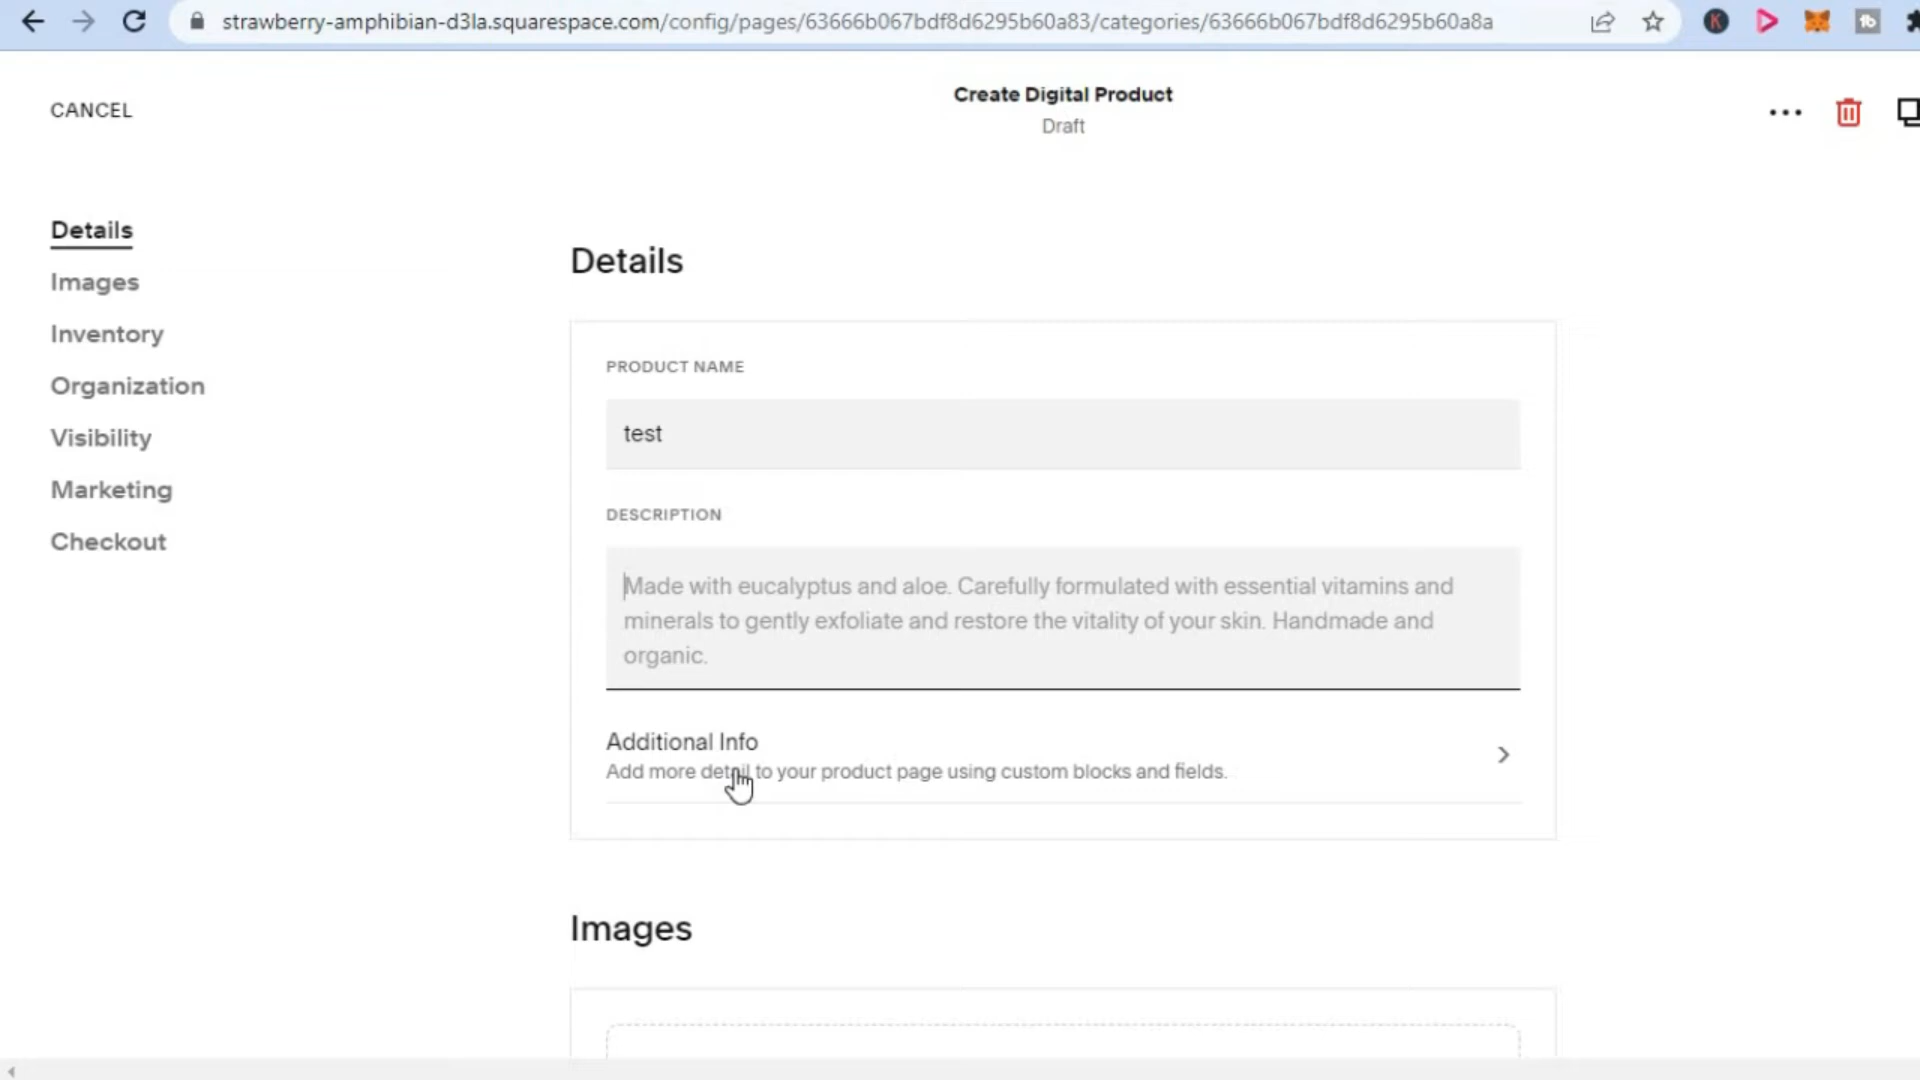 strawberry-amphibian-d3la.squarespace.com/config/pages/63666b067bdf8d6295b60a83/categories/63666b067bdf8d6295b60a8a
K
tb
CANCEL
Create Digital Product
Draft
Details
Images
Inventory
Organization
Visibility
Marketing
Checkout
Details
PRODUCT NAME
test
DESCRIPTION
Made with eucalyptus and aloe. Carefully formulated with essential vitamins and
minerals to gently exfoliate and restore the vitality of your skin. Handmade and
organic.
Additional Info
Add more detail to your product page using custom blocks and fields.
Images